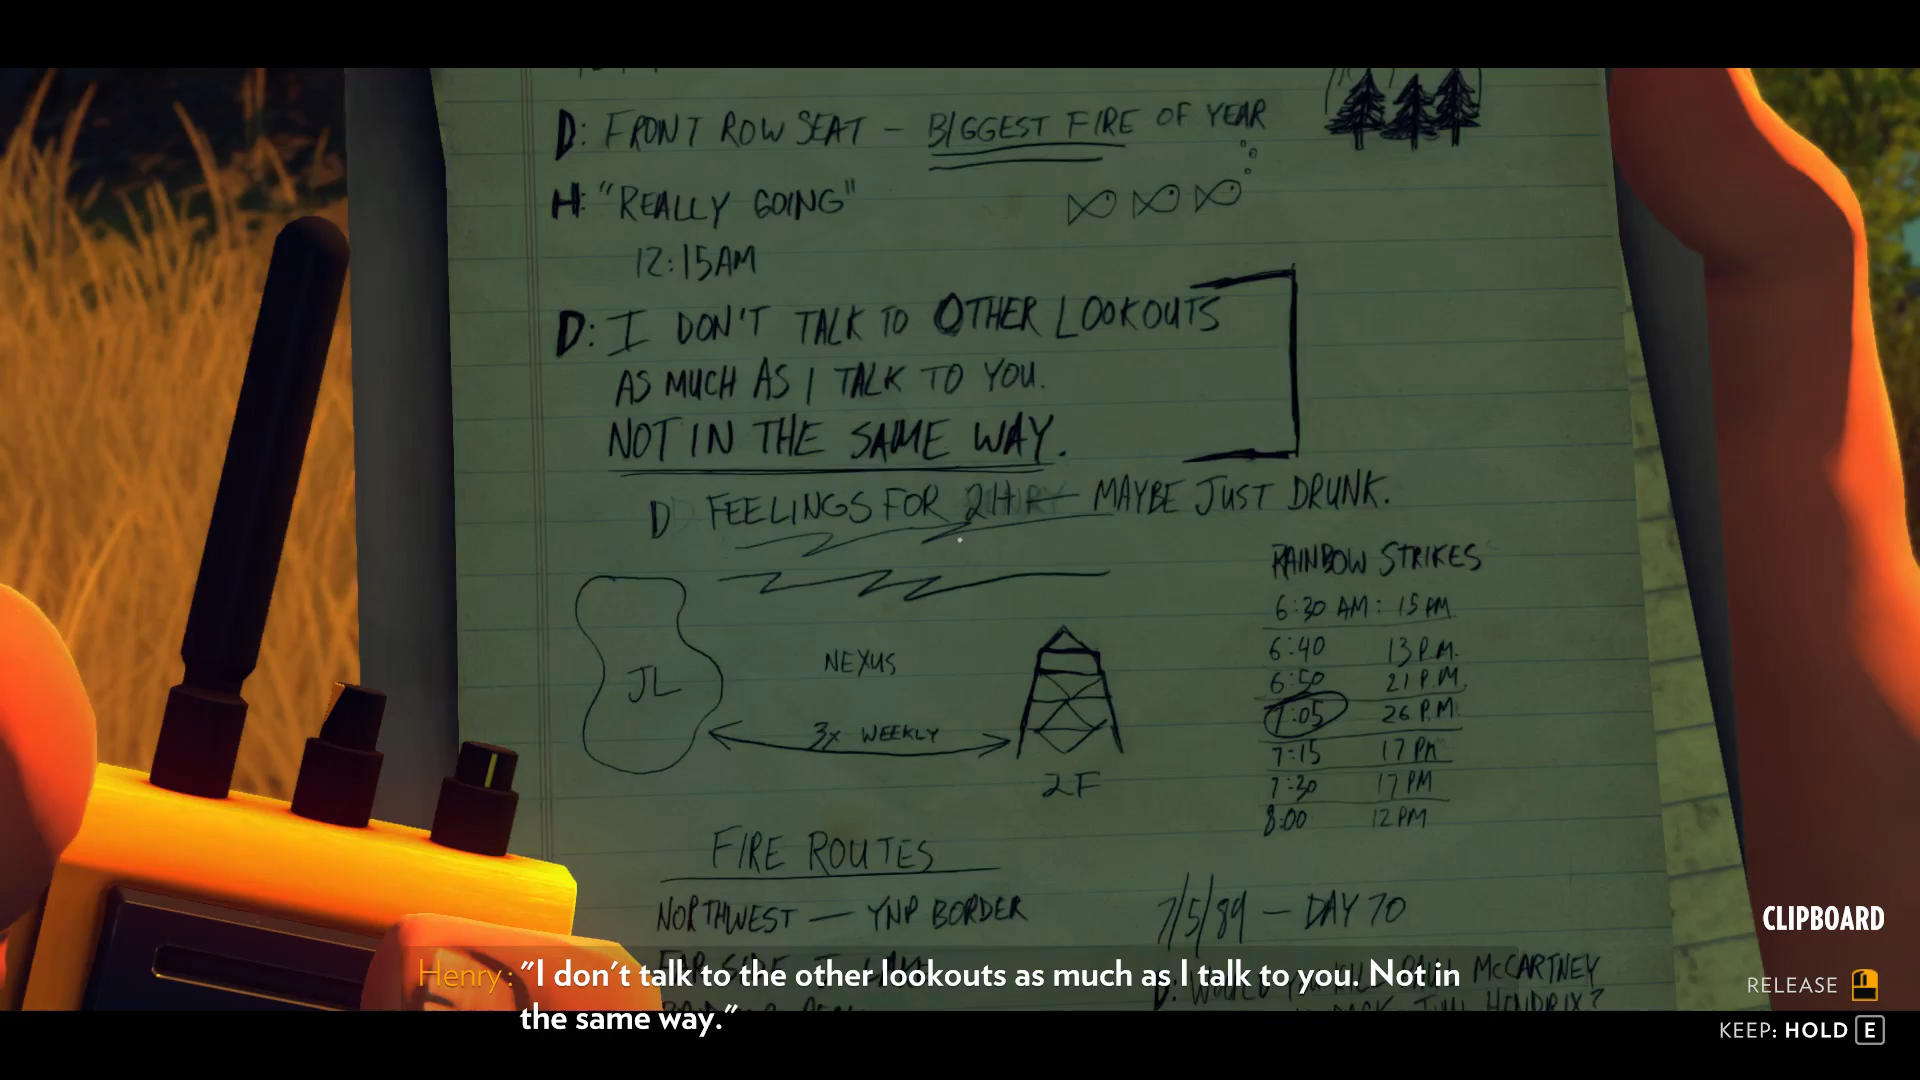 D: FRONT ROW SEAT – BIGGEST FIRE OF YEAR
H: "REALLY GOING"
12:15AM
D: I DON'T TALK TO OTHER LOOKOUTS
AS MUCH AS I TALK TO YOU.
NOT IN THE SAME WAY.
D FEELINGS FOR MAYBE JUST DRUNK.
RAINBOW STRIKES
6:30 AM: 15 PM
6:40 13 P.M.
6:50 21 P.M.
7:05 26 P.M.
7:15 17 PM
7:30 17 PM
8:00 12 PM
JL
NEXUS
3x WEEKLY
2F
FIRE ROUTES
NORTHWEST — YNP BORDER
7/5/89 — DAY 70
McCARTNEY
HENDRIX?
CLIPBOARD
RELEASE
KEEP: HOLD E
Henry: "I don't talk to the other lookouts as much as I talk to you. Not in
the same way."